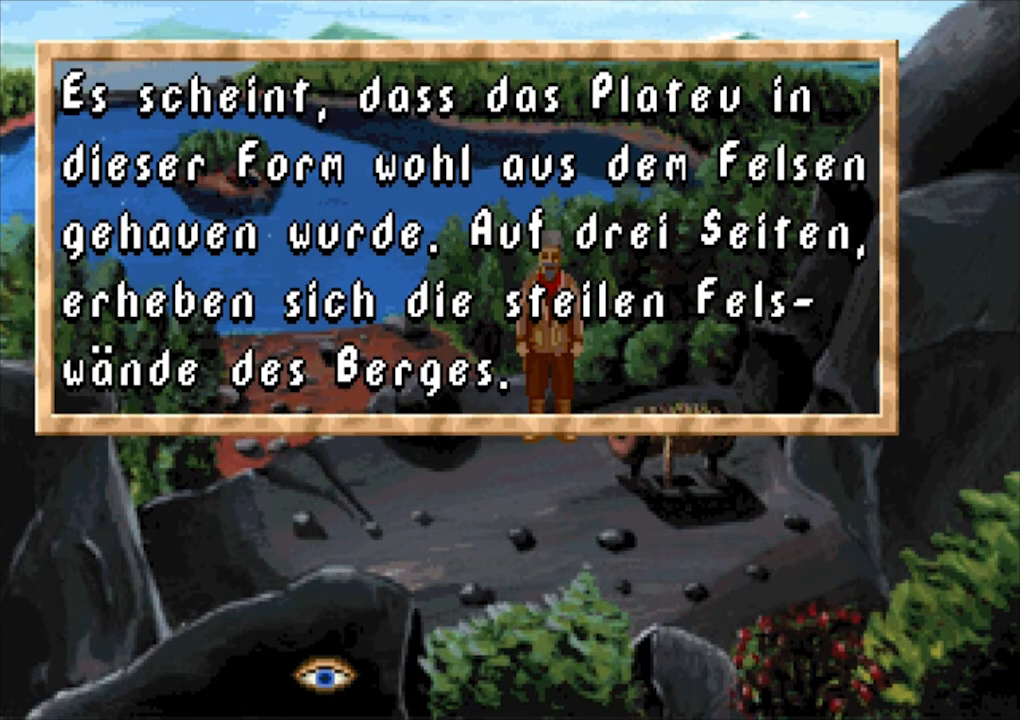 Es scheint, dass das Plateu in
dieser Form wohl aus dem Felsen
gehauen wurde. Auf drei Seiten,
erheben sich die steilen Fels-
wände des Berges.